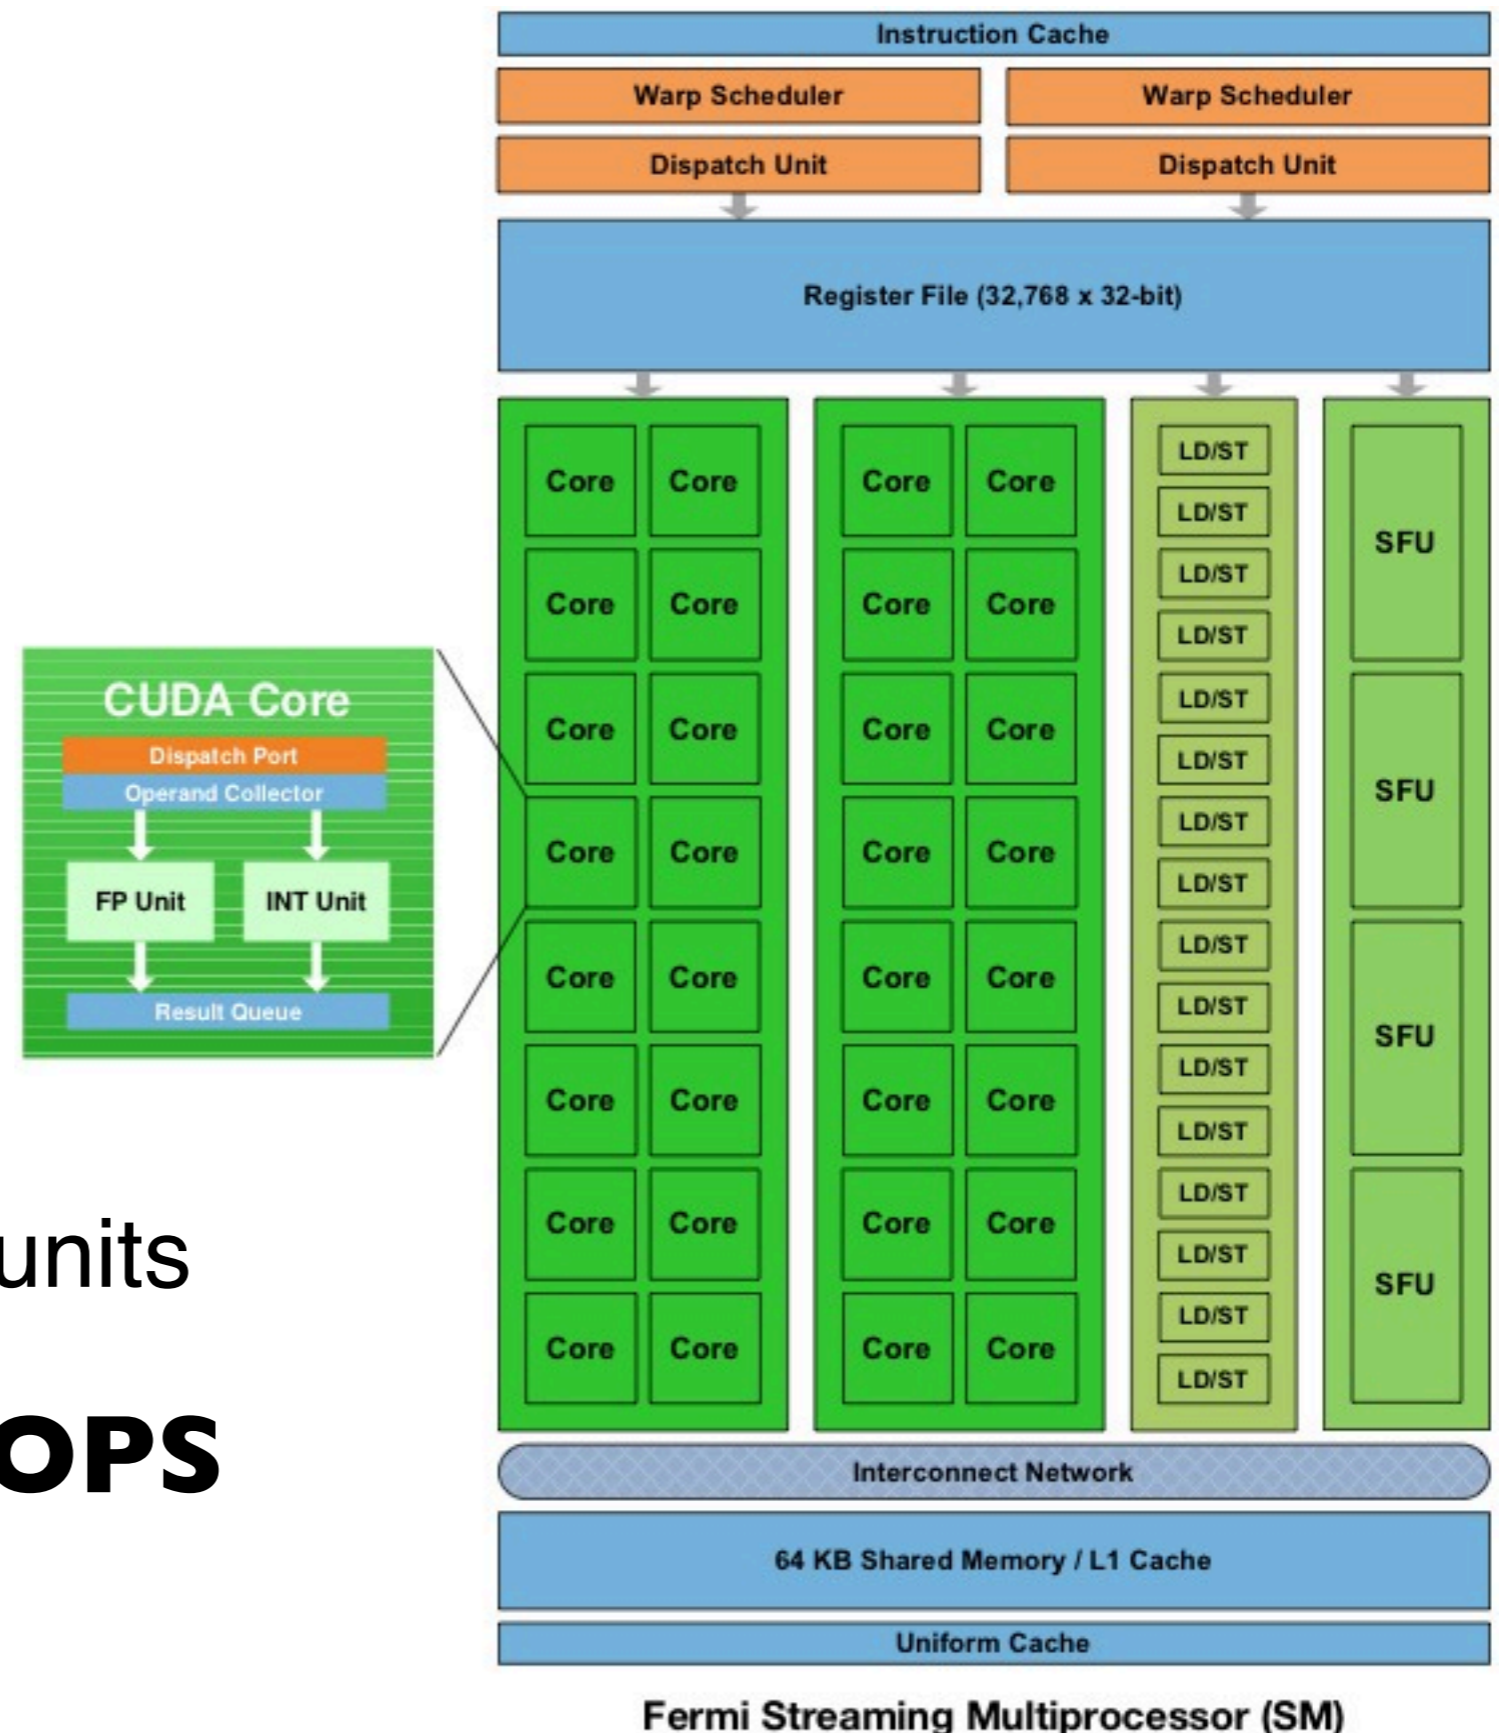 Instruction Cache
Warp Scheduler Warp Scheduler
Dispatch Unit Dispatch Unit
Register File (32,768 x 32-bit)
Core Core Core Core LD/ST
LD/ST
SFU
Core Core Core Core LD/ST
LD/ST
Core Core Core Core LD/ST
LD/ST
SFU
Core Core Core Core LD/ST
LD/ST
Core Core Core Core LD/ST
LD/ST
SFU
Core Core Core Core LD/ST
LD/ST
Core Core Core Core LD/ST
LD/ST
SFU
Core Core Core Core LD/ST
LD/ST
CUDA Core
Dispatch Port
Operand Collector
FP Unit INT Unit
Result Queue
units
OPS
Interconnect Network
64 KB Shared Memory / L1 Cache
Uniform Cache
Fermi Streaming Multiprocessor (SM)